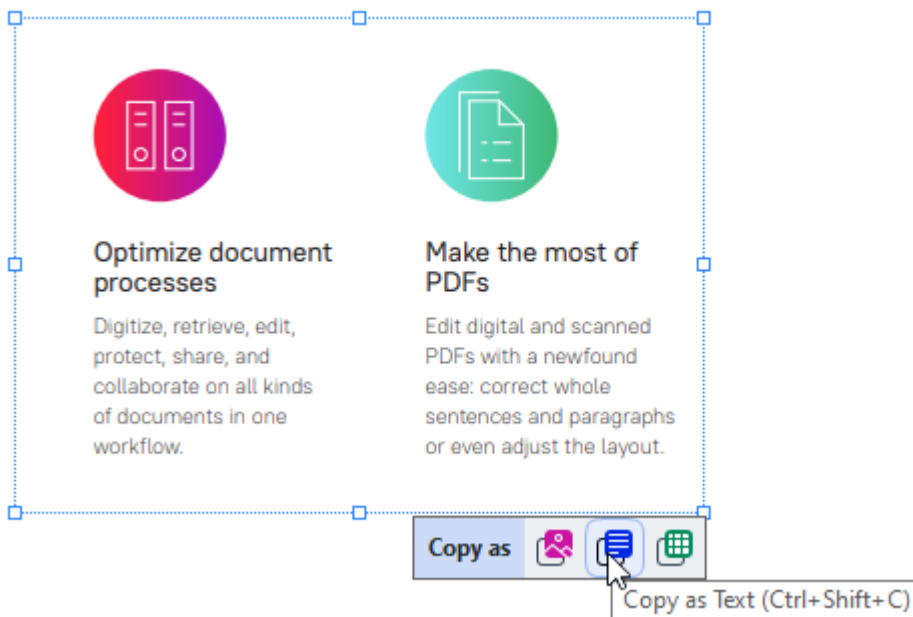 Optimize document
processes
Digitize, retrieve, edit,
protect, share, and
collaborate on all kinds
of documents in one
workflow.
Make the most of
PDFs
Edit digital and scanned
PDFs with a newfound
ease: correct whole
sentences and paragraphs
or even adjust the layout.
Copy as
Copy as Text (Ctrl+Shift+C)